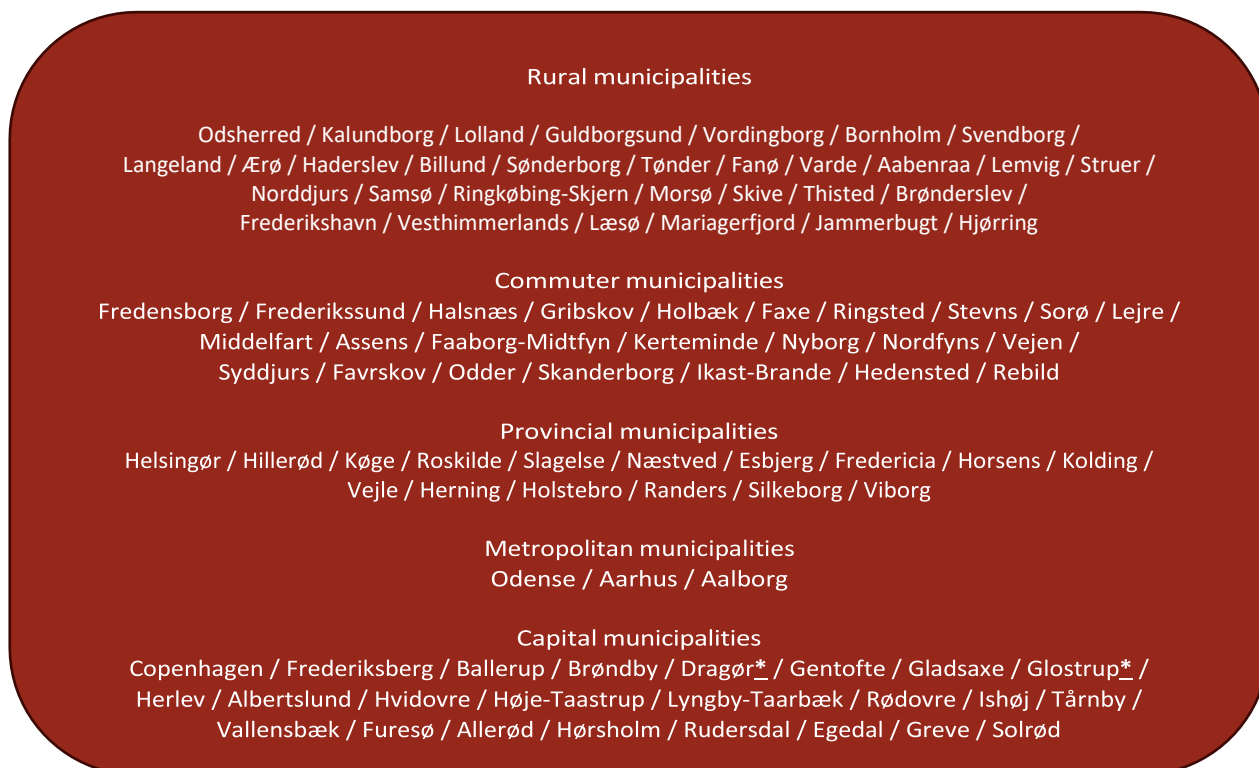 Rural municipalities
Odsherred / Kalundborg / Lolland / Guldborgsund / Vordingborg / Bornholm / Svendborg /
Langeland / Ærø / Haderslev / Billund / Sønderborg / Tønder / Fanø / Varde / Aabenraa / Lemvig / Struer /
Norddjurs / Samsø / Ringkøbing-Skjern / Morsø / Skive / Thisted / Brønderslev /
Frederikshavn / Vesthimmerlands / Læsø / Mariagerfjord / Jammerbugt / Hjørring
Commuter municipalities
Fredensborg / Frederikssund / Halsnæs / Gribskov / Holbæk / Faxe / Ringsted / Stevns / Sorø / Lejre /
Middelfart / Assens / Faaborg-Midtfyn / Kerteminde / Nyborg / Nordfyns / Vejen /
Syddjurs / Favrskov / Odder / Skanderborg / Ikast-Brande / Hedensted / Rebild
Provincial municipalities
Helsingør / Hillerød / Køge / Roskilde / Slagelse / Næstved / Esbjerg / Fredericia / Horsens / Kolding /
Vejle / Herning / Holstebro / Randers / Silkeborg / Viborg
Metropolitan municipalities
Odense / Aarhus / Aalborg
Capital municipalities
Copenhagen / Frederiksberg / Ballerup / Brøndby / Dragør* / Gentofte / Gladsaxe / Glostrup* /
Herlev / Albertslund / Hvidovre / Høje-Taastrup / Lyngby-Taarbæk / Rødovre / Ishøj / Tårnby /
Vallensbæk / Furesø / Allerød / Hørsholm / Rudersdal / Egedal / Greve / Solrød